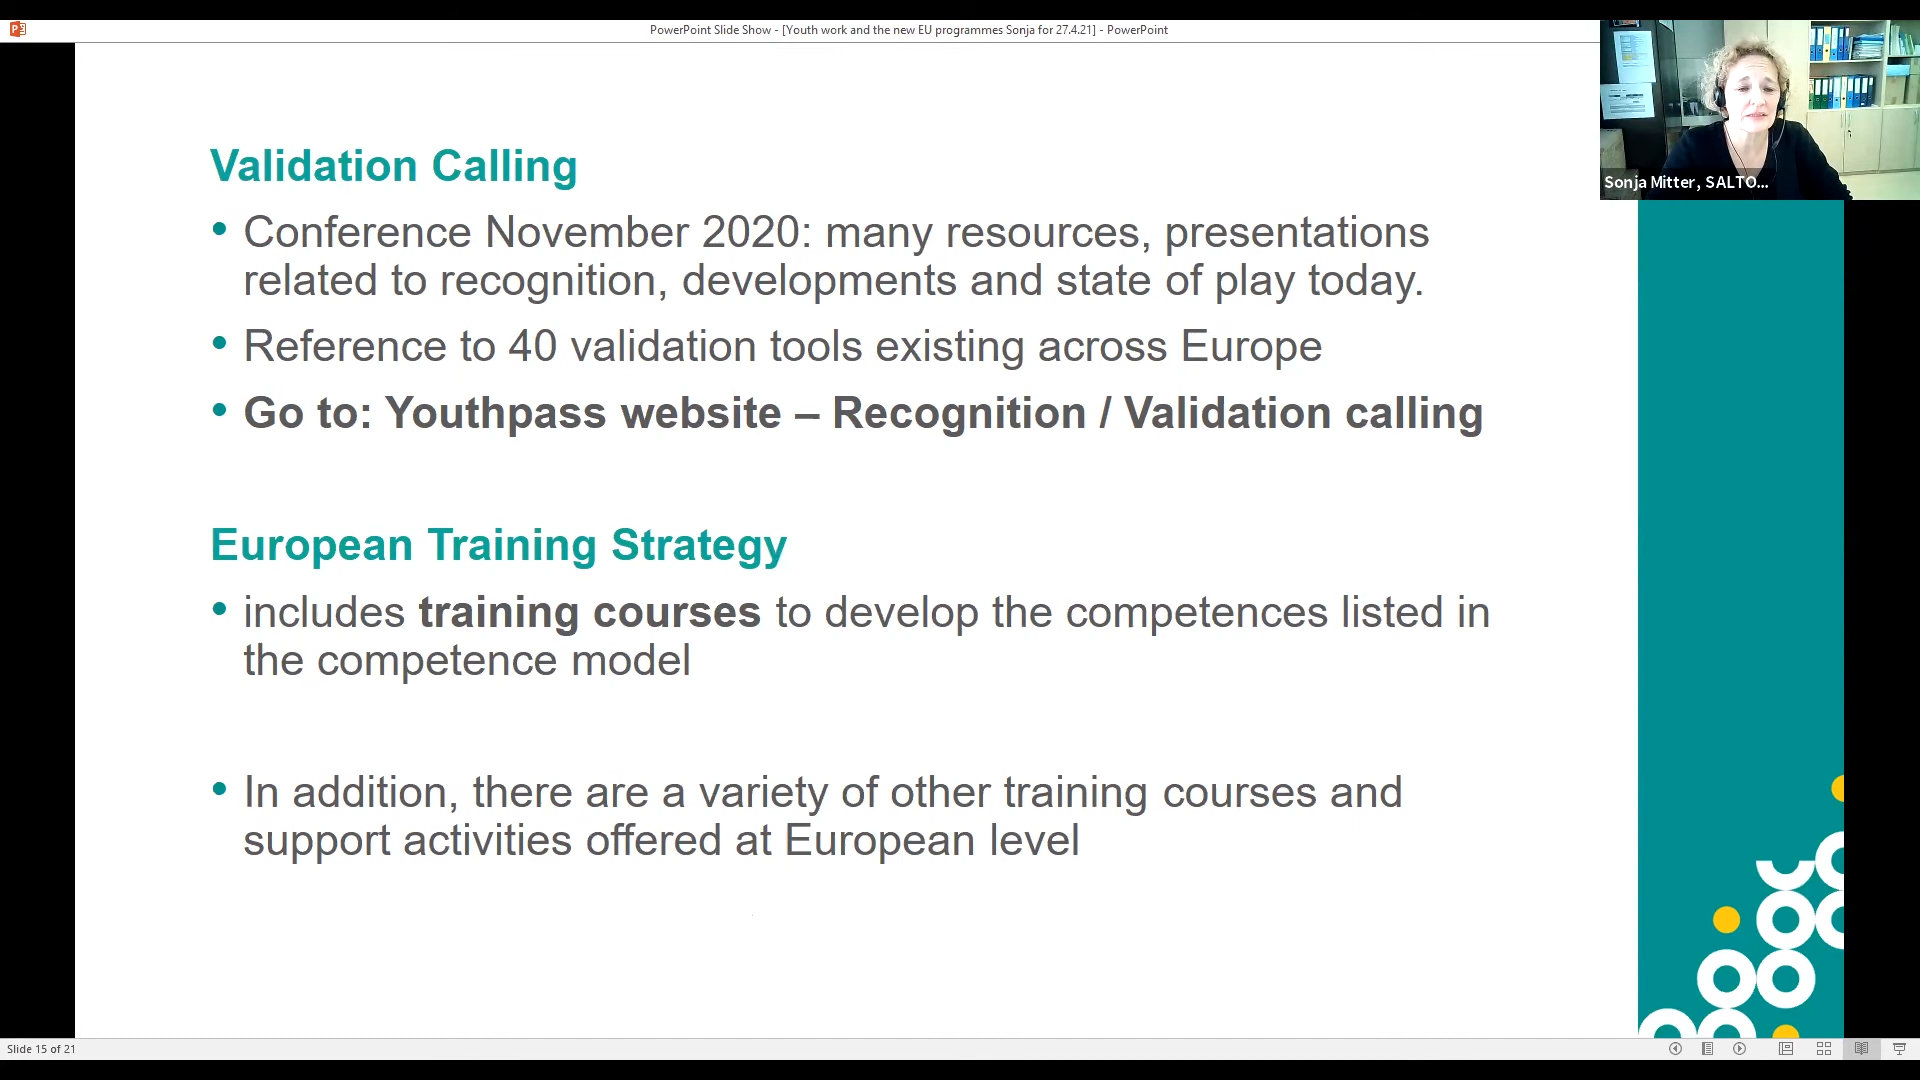 PowerPoint Slide Show - [Youth work and the new EU programmes Sonja for 27.4.21] - PowerPoint
Sonja Mitter, SALTO...
Validation Calling
• Conference November 2020: many resources, presentations
related to recognition, developments and state of play today.
• Reference to 40 validation tools existing across Europe
• Go to: Youthpass website – Recognition / Validation calling
European Training Strategy
• includes training courses to develop the competences listed in
the competence model
• In addition, there are a variety of other training courses and
support activities offered at European level
Slide 15 of 21